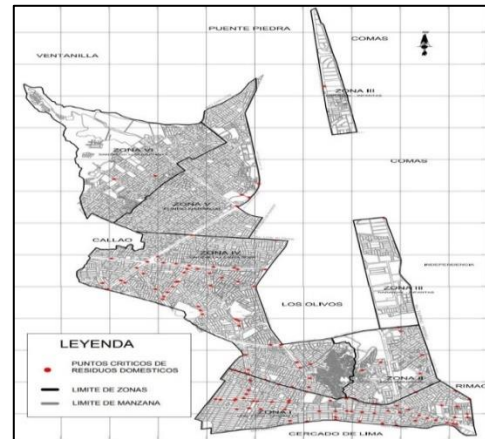 PUENTE PIEDRA
COMAS
VENTANILLA
ZONA III
ZONA VI
COMAS
ZONA V
CALLAO
ZONA IV
INDEPENDENCIA
ZONA III
LOS OLIVOS
LEYENDA
PUNTOS CRITICOS DE
RESIDUOS DOMESTICOS
LIMITE DE ZONAS
LIMITE DE MANZANA
ZONA II
RIMAC
ZONA I
CERCADO DE LIMA